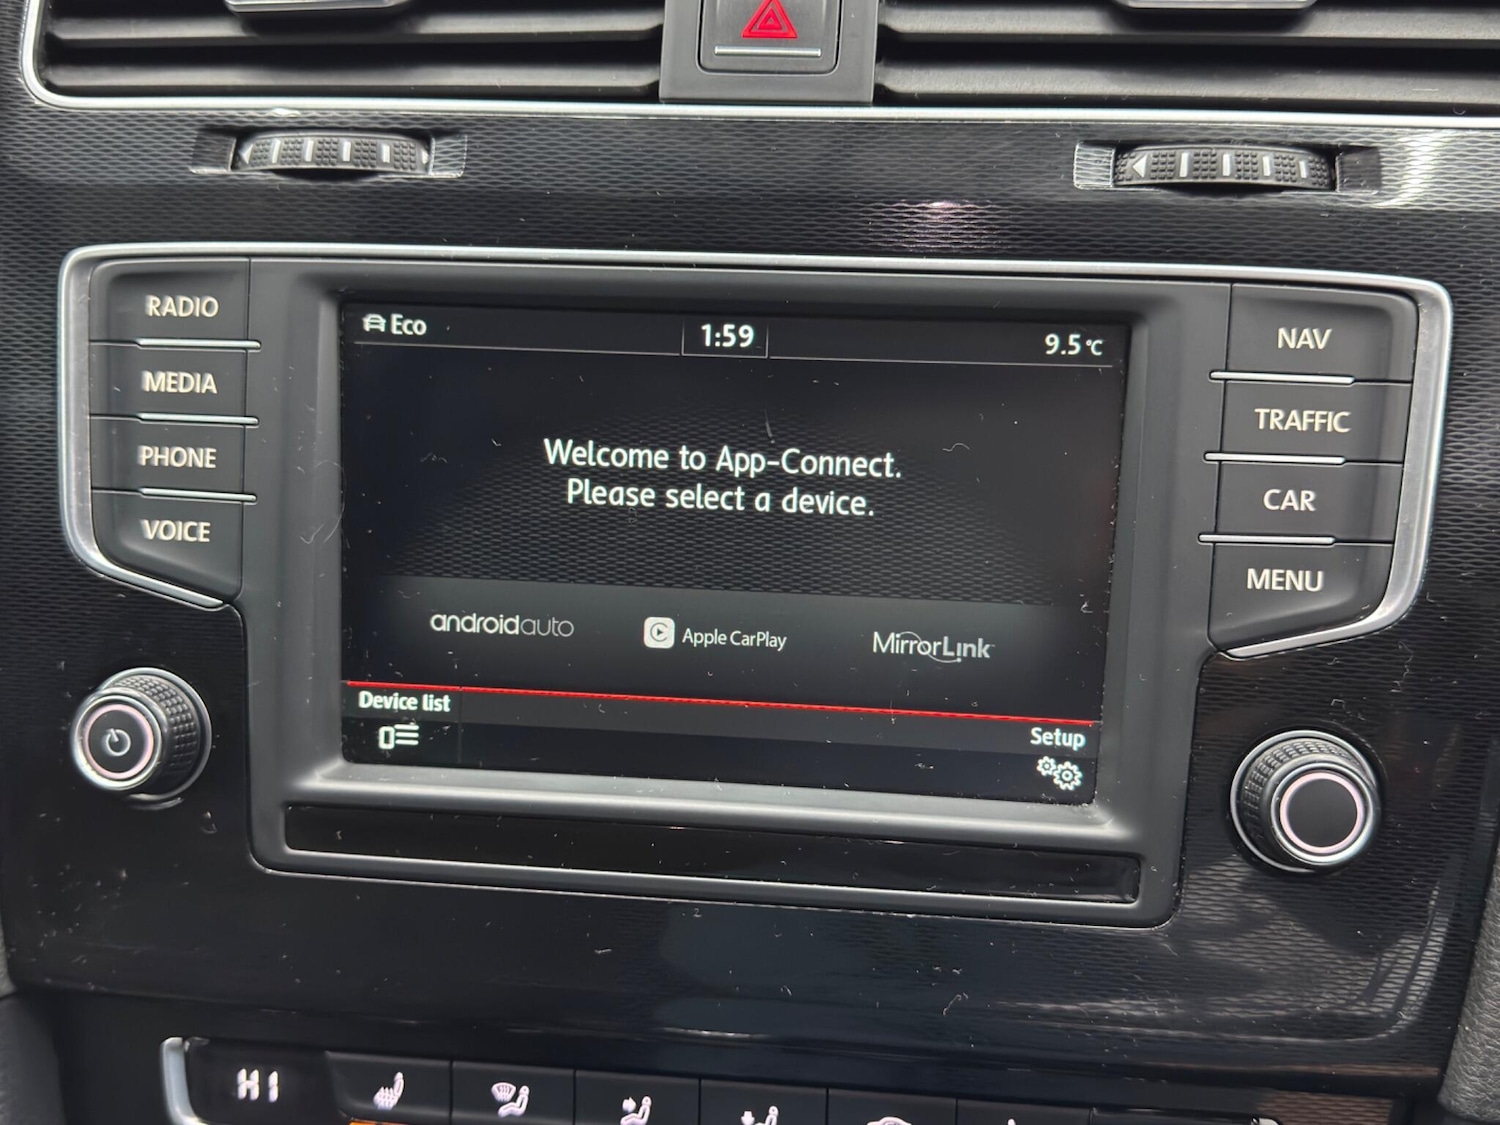 RADIO
MEDIA
PHONE
VOICE
Eco
1:59
9.5°C
Welcome to App-Connect.
Please select a device.
androidauto
Apple CarPlay
MirrorLink
Device list
Setup
NAV
TRAFFIC
CAR
MENU
HI